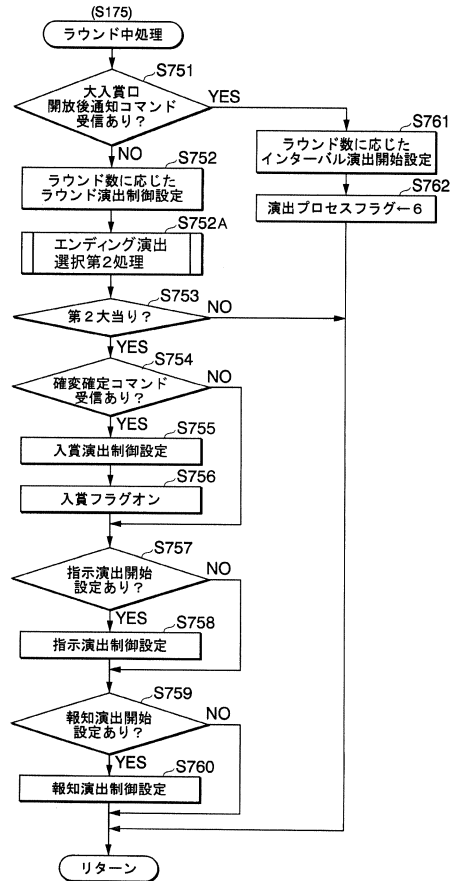 (S175)
ラウンド中処理
S751
大入賞口
開放後通知コマンド
受信あり？
YES
NO
S761
ラウンド数に応じた
インターバル演出開始設定
S762
演出プロセスフラグ←6
S752
ラウンド数に応じた
ラウンド演出制御設定
S752A
エンディング演出
選択第2処理
S753
第2大当り？
NO
YES
S754
確変確定コマンド
受信あり？
NO
YES
S755
入賞演出制御設定
S756
入賞フラグオン
S757
指示演出開始
設定あり？
NO
YES
S758
指示演出制御設定
S759
報知演出開始
設定あり？
NO
YES
S760
報知演出制御設定
リターン